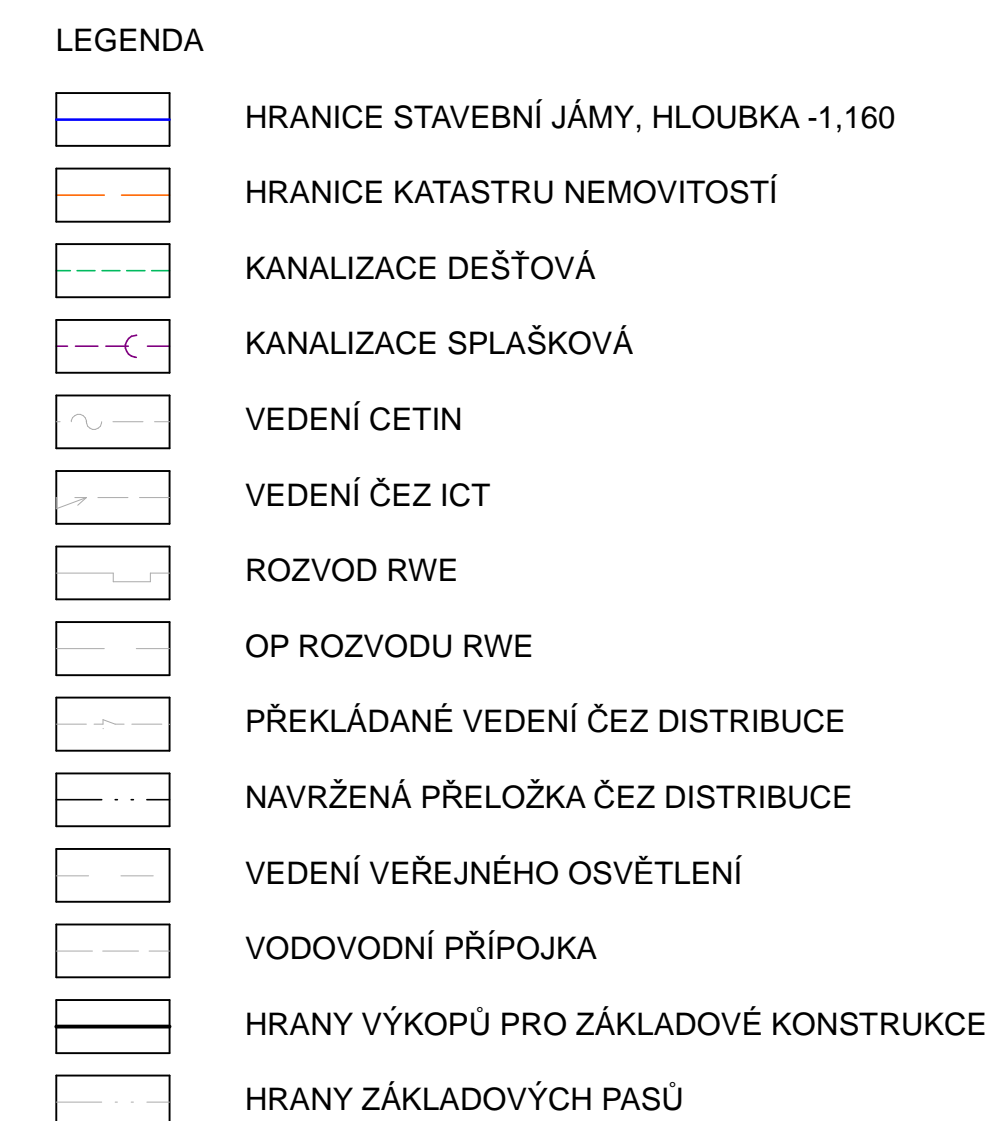 LEGENDA
HRANICE STAVEBNÍ JÁMY, HLOUBKA -1,160
HRANICE KATASTRU NEMOVITOSTÍ
KANALIZACE DEŠŤOVÁ
KANALIZACE SPLAŠKOVÁ
VEDENÍ CETIN
VEDENÍ ČEZ ICT
ROZVOD RWE
OP ROZVODU RWE
PŘEKLÁDANÉ VEDENÍ ČEZ DISTRIBUCE
NAVRŽENÁ PŘELOŽKA ČEZ DISTRIBUCE
VEDENÍ VEŘEJNÉHO OSVĚTLENÍ
VODOVODNÍ PŘÍPOJKA
HRANY VÝKOPŮ PRO ZÁKLADOVÉ KONSTRUKCE
HRANY ZÁKLADOVÝCH PASŮ